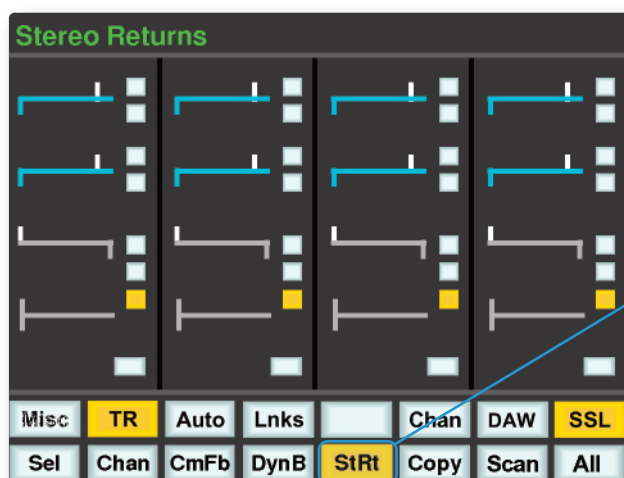 Stereo Returns
Misc TR Auto Lnks Chan DAW SSL
Sel Chan CmFb DynB StRt Copy Scan All